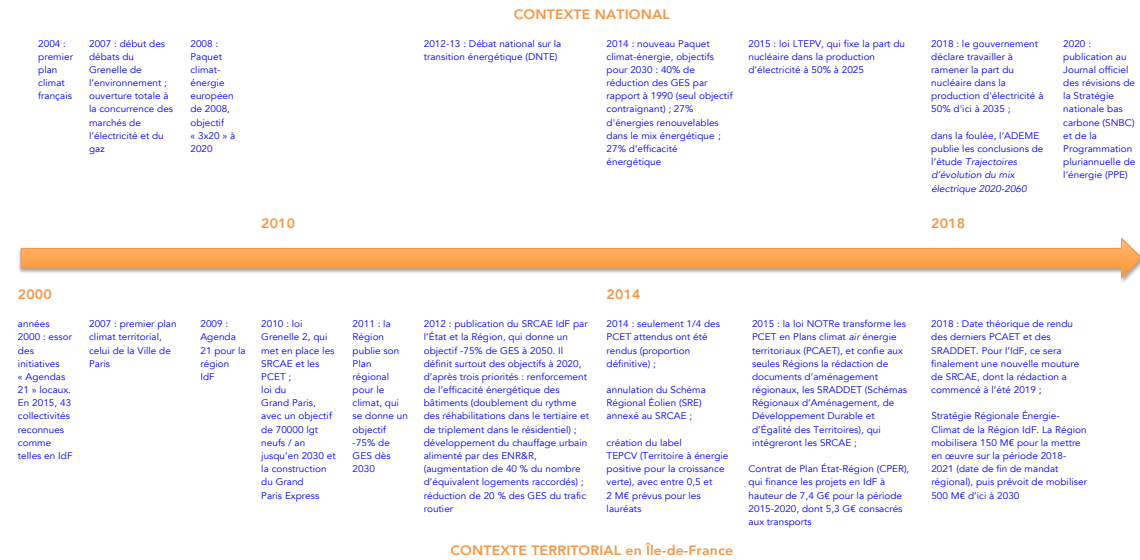 CONTEXTE NATIONAL
2004 :
premier
plan
climat
français
2007 : début des
débats du
Grenelle de
l’environnement ;
ouverture totale à
la concurrence des
marchés de
l’électricité et du
gaz
2008 :
Paquet
climat-
énergie
européen
de 2008,
objectif
« 3x20 » à
2020
2012-13 : Débat national sur la
transition énergétique (DNTE)
2014 : nouveau Paquet
climat-énergie, objectifs
pour 2030 : 40% de
réduction des GES par
rapport à 1990 (seul objectif
contraignant) ; 27%
d'énergies renouvelables
dans le mix énergétique ;
27% d’efficacité
énergétique
2015 : loi LTEPV, qui fixe la part du
nucléaire dans la production
d’électricité à 50% à 2025
2018 : le gouvernement
déclare travailler à
ramener la part du
nucléaire dans la
production d'électricité à
50% d'ici à 2035 ;
dans la foulée, l’ADEME
publie les conclusions de
l’étude Trajectoires
d’évolution du mix
électrique 2020-2060
2020 :
publication au
Journal officiel
des révisions de
la Stratégie
nationale bas
carbone (SNBC)
et de la
Programmation
pluriannuelle de
l’énergie (PPE)
2010
2018
2000
2014
années
2000 : essor
des
initiatives
« Agendas
21 » locaux.
En 2015, 43
collectivités
reconnues
comme
telles en IdF
2007 : premier plan
climat territorial,
celui de la Ville de
Paris
2009 :
Agenda
21 pour la
région
IdF
2010 : loi
Grenelle 2, qui
met en place les
SRCAE et les
PCET ;
loi du
Grand Paris,
avec un objectif
de 70000 lgt
neufs / an
jusqu’en 2030 et
la construction
du Grand
Paris Express
2011 : la
Région
publie son
Plan
régional
pour le
climat, qui
se donne un
objectif
-75% de
GES dès
2030
2012 : publication du SRCAE IdF par
l’État et la Région, qui donne un
objectif -75% de GES à 2050. Il
définit surtout des objectifs à 2020,
d’après trois priorités : renforcement
de l’efficacité énergétique des
bâtiments (doublement du rythme
des réhabilitations dans le tertiaire et
de triplement dans le résidentiel) ;
développement du chauffage urbain
alimenté par des ENR&R,
(augmentation de 40 % du nombre
d’équivalent logements raccordés) ;
réduction de 20 % des GES du trafic
routier
2014 : seulement 1/4 des
PCET attendus ont été
rendus (proportion
définitive) ;
annulation du Schéma
Régional Éolien (SRE)
annexé au SRCAE ;
création du label
TEPCV (Territoire à énergie
positive pour la croissance
verte), avec entre 0,5 et
2 M€ prévus pour les
lauréats
2015 : la loi NOTRe transforme les
PCET en Plans climat air énergie
territoriaux (PCAET), et confie aux
seules Régions la rédaction de
documents d’aménagement
régionaux, les SRADDET (Schémas
Régionaux d’Aménagement, de
Développement Durable et
d’Égalité des Territoires), qui
intégreront les SRCAE ;
Contrat de Plan État-Région (CPER),
qui finance les projets en IdF à
hauteur de 7,4 G€ pour la période
2015-2020, dont 5,3 G€ consacrés
aux transports
2018 : Date théorique de rendu
des derniers PCAET et des
SRADDET. Pour l’IdF, ce sera
finalement une nouvelle mouture
de SRCAE, dont la rédaction a
commencé à l’été 2019 ;
Stratégie Régionale Énergie-
Climat de la Région IDF. La Région
mobilisera 150 M€ pour la mettre
en œuvre sur la période 2018-
2021 (date de fin de mandat
régional), puis prévoit de mobiliser
500 M€ d’ici à 2030
CONTEXTE TERRITORIAL en Île-de-France